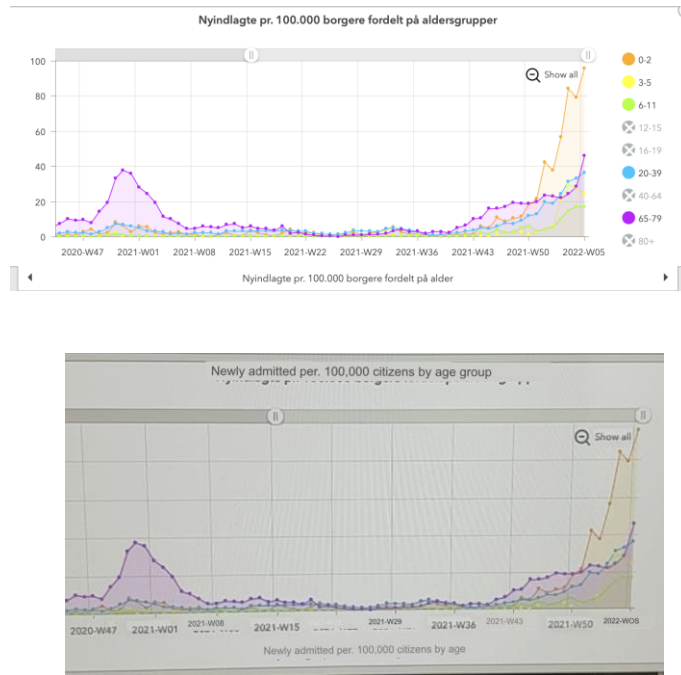 Nyindlagte pr. 100.000 borgere fordelt på aldersgrupper
100
80
60
40
20
0
Show all
0-2
3-5
6-11
12-15
16-19
20-39
40-64
65-79
80+
2020-W47 2021-W01 2021-W08 2021-W15 2021-W22 2021-W29 2021-W36 2021-W43 2021-W50 2022-W05
Nyindlagte pr. 100.000 borgere fordelt på alder
Newly admitted per. 100,000 citizens by age group
Show all
2020-W47 2021-W01 2021-W08 2021-W15 2021-W29 2021-W36 2021-W43 2021-W50
Newly admitted per. 100,000 citizens by age